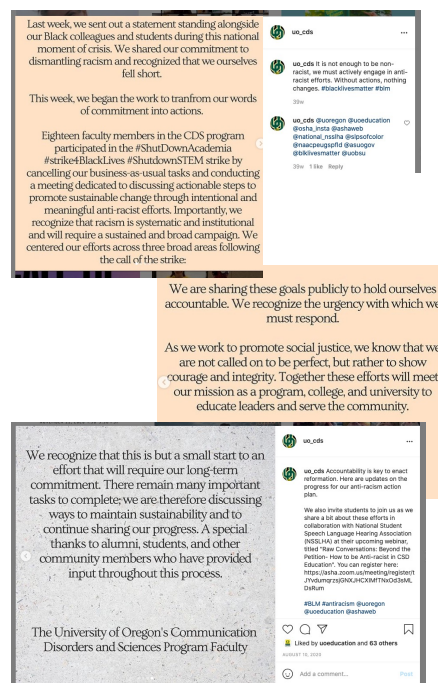 Last week, we sent out a statement standing alongside
our Black colleagues and students during this national
moment of crisis. We shared our commitment to
dismantling racism and recognized that we ourselves
fell short.
This week, we began the work to tranfrom our words
of commitment into actions.
Eighteen faculty members in the CDS program
participated in the #ShutDownAcademia
#strike4BlackLives #ShutdownSTEM strike by
cancelling our business-as-usual tasks and conducting
a meeting dedicated to discussing actionable steps to
promote sustainable change through intentional and
meaningful anti-racist efforts. Importantly, we
recognize that racism is systematic and institutional
and will require a sustained and broad campaign. We
centered our efforts across three broad areas following
the call of the strike:
uo_cds
uo_cds It is not enough to be non-
racist, we must actively engage in anti-
racist efforts. Without actions, nothing
changes. #blacklivesmatter #blm
39w
uo_cds @uoregon @uoeducation
@osha_insta @ashaweb
@national_nsslha @slpsofcolor
@naacpeugspfld @asuogov
@blklivesmatter @uobsu
39w 1 like Reply
We are sharing these goals publicly to hold ourselves
accountable. We recognize the urgency with which we
must respond.
As we work to promote social justice, we know that we
are not called on to be perfect, but rather to show
courage and integrity. Together these efforts will meet
our mission as a program, college, and university to
educate leaders and serve the community.
We recognize that this is but a small start to an
effort that will require our long-term
commitment. There remain many important
tasks to complete; we are therefore discussing
ways to maintain sustainability and to
continue sharing our progress. A special
thanks to alumni, students, and other
community members who have provided
input throughout this process.
The University of Oregon's Communication
Disorders and Sciences Program Faculty
uo_cds
uo_cds Accountability is key to enact
reformation. Here are updates on the
progress for our anti-racism action
plan.
We also invite students to join us as we
share a bit about these efforts in
collaboration with National Student
Speech Language Hearing Association
(NSSLHA) at their upcoming webinar,
titled "Raw Conversations: Beyond the
Petition- How to be Anti-racist in CSD
Education". You can register here:
#BLM #antiracism @uoregon
@uoeducation @ashaweb
Liked by uoeducation and 63 others
AUGUST 10, 2020
Add a comment...
Post